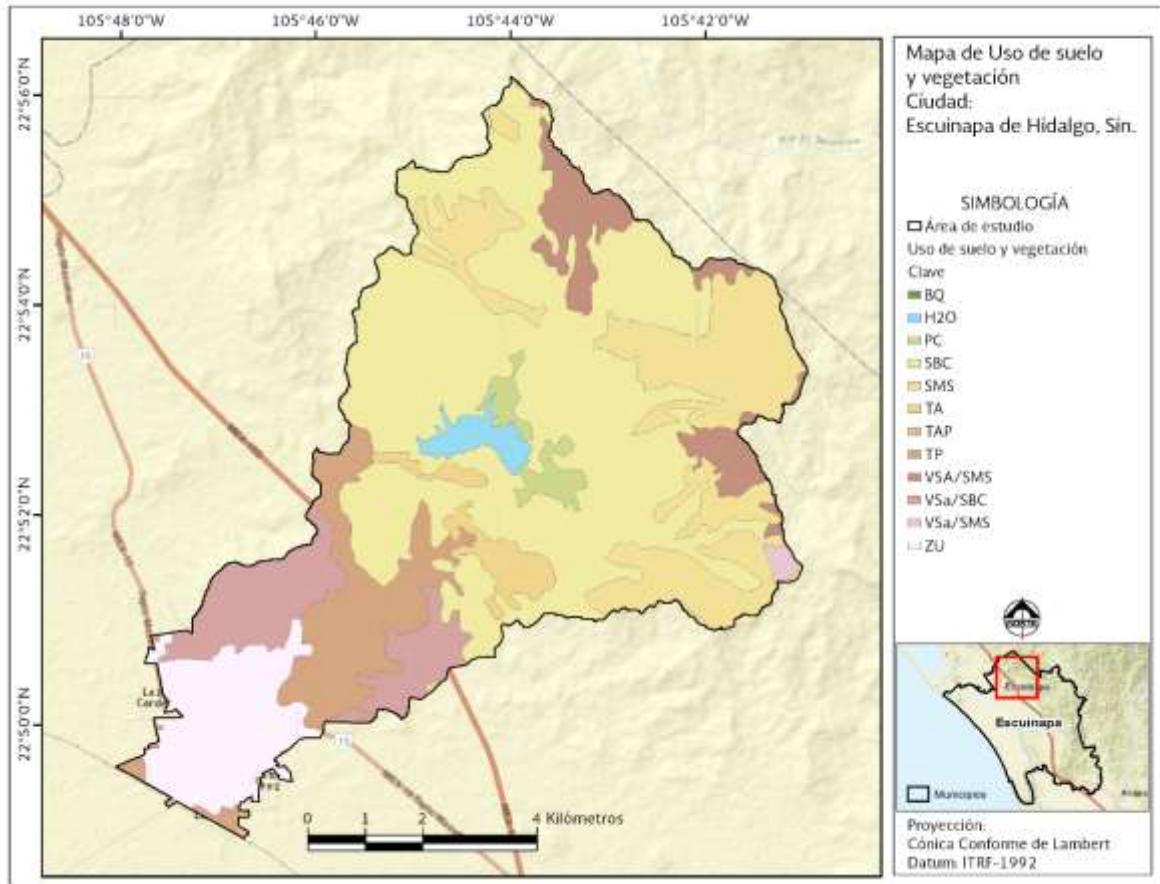 105°48'0"W
105°46'0"W
105°44'0"W
105°42'0"W
22°56'0"N
22°54'0"N
22°52'0"N
22°50'0"N
15
15
0 1 2 4 Kilómetros
Mapa de Uso de suelo
y vegetación
Ciudad:
Escuinapa de Hidalgo, Sin.
SIMBOLOGÍA
Área de estudio
Uso de suelo y vegetación
Clave
BQ
H2O
PC
SBC
SMS
TA
TAP
TP
VSA/SMS
VSa/SBC
VSa/SMS
ZU
NORTE
Escuinapa
Municipios
Proyección:
Cónica Conforme de Lambert
Datum: ITRF-1992